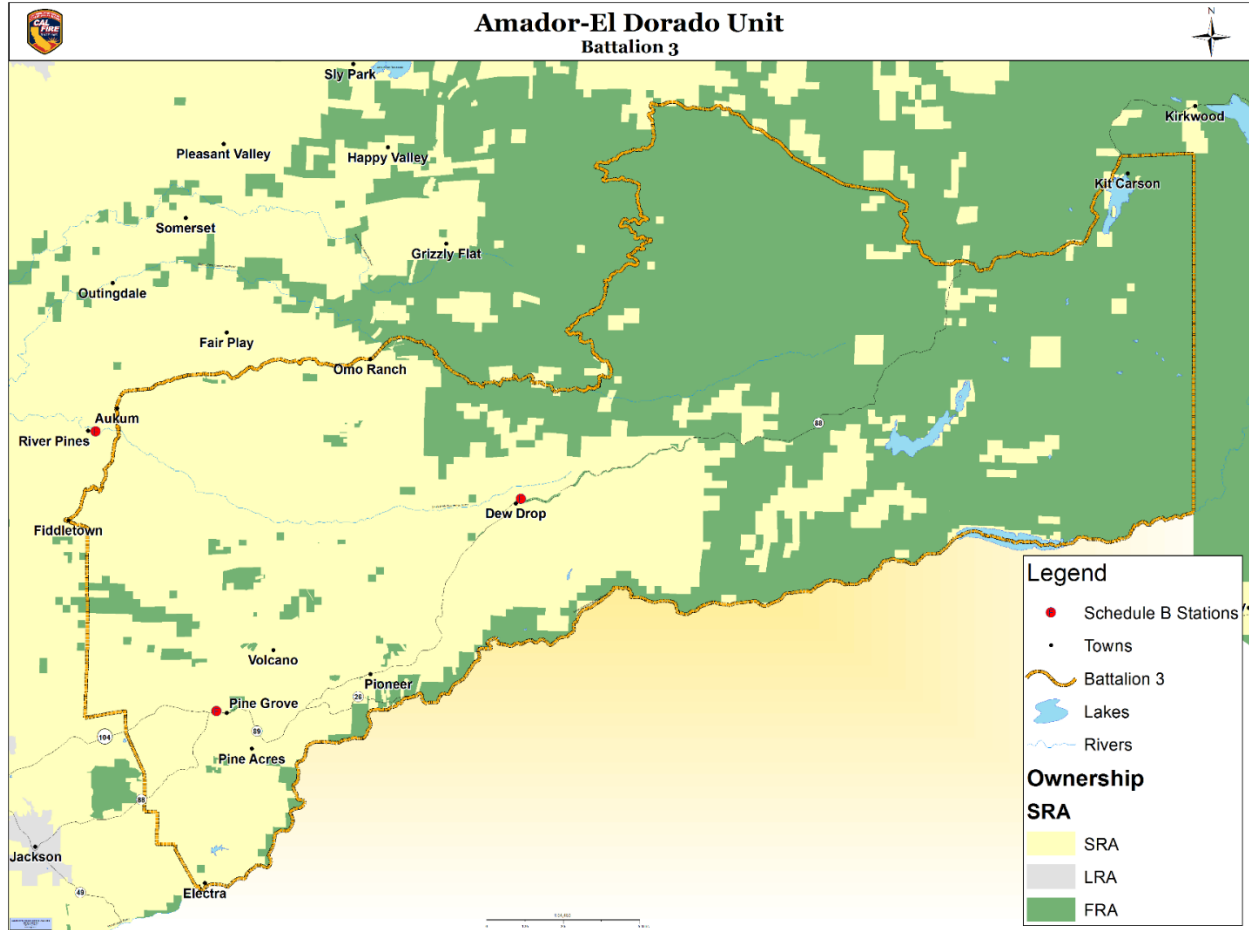 Amador-El Dorado Unit
Battalion 3
CAL
FIRE
N
Sly Park
Kirkwood
Pleasant Valley
Happy Valley
Kit Carson
Somerset
Grizzly Flat
Outingdale
Fair Play
Omo Ranch
Aukum
River Pines
88
Dew Drop
Fiddletown
Volcano
Pioneer
26
Pine Grove
89
104
Pine Acres
88
Jackson
Electra
49
Legend
Schedule B Stations
Towns
Battalion 3
Lakes
Rivers
Ownership
SRA
SRA
LRA
FRA